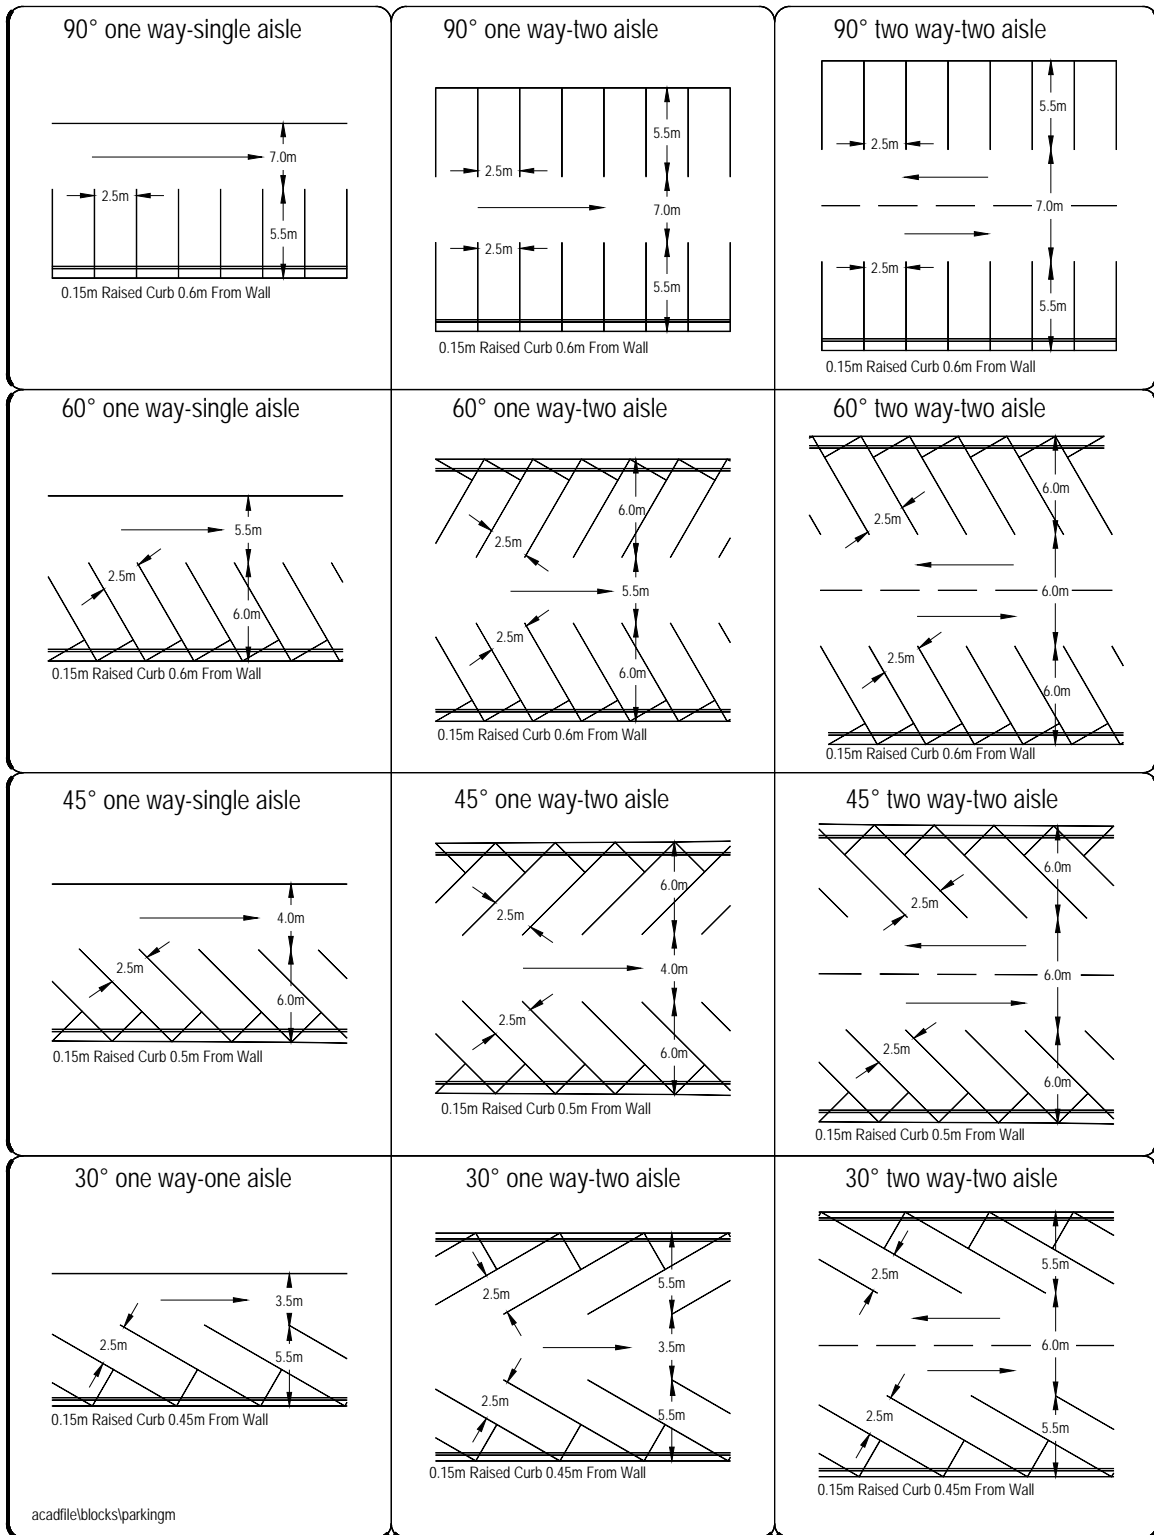 90° one way-single aisle
7.0m
2.5m
5.5m
0.15m Raised Curb 0.6m From Wall
90° one way-two aisle
5.5m
2.5m
7.0m
2.5m
5.5m
0.15m Raised Curb 0.6m From Wall
90° two way-two aisle
5.5m
2.5m
7.0m
2.5m
5.5m
0.15m Raised Curb 0.6m From Wall
60° one way-single aisle
5.5m
2.5m
6.0m
0.15m Raised Curb 0.6m From Wall
60° one way-two aisle
6.0m
2.5m
5.5m
2.5m
6.0m
0.15m Raised Curb 0.6m From Wall
60° two way-two aisle
6.0m
2.5m
6.0m
2.5m
6.0m
0.15m Raised Curb 0.6m From Wall
45° one way-single aisle
4.0m
2.5m
6.0m
0.15m Raised Curb 0.5m From Wall
45° one way-two aisle
6.0m
2.5m
4.0m
2.5m
6.0m
0.15m Raised Curb 0.5m From Wall
45° two way-two aisle
6.0m
2.5m
6.0m
2.5m
6.0m
0.15m Raised Curb 0.5m From Wall
30° one way-one aisle
3.5m
2.5m
5.5m
0.15m Raised Curb 0.45m From Wall
30° one way-two aisle
5.5m
2.5m
3.5m
2.5m
5.5m
0.15m Raised Curb 0.45m From Wall
30° two way-two aisle
5.5m
2.5m
6.0m
2.5m
5.5m
0.15m Raised Curb 0.45m From Wall
acadfile\blocks\parkingm